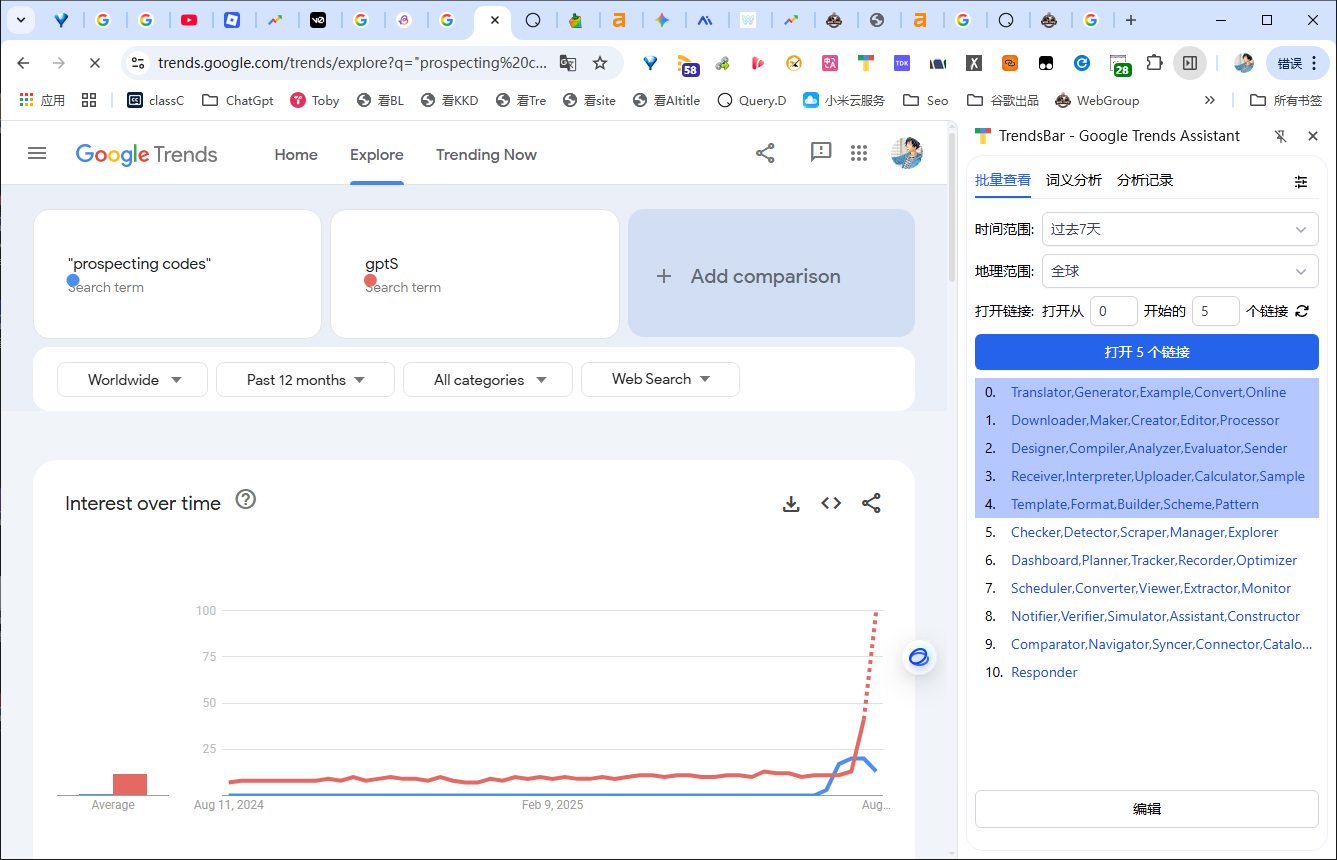 trends.google.com/trends/explore?q="prospecting%20c...
58
TDK
28
错误
应用
classC
ChatGpt
Toby
看BL
看KKD
看Tre
看site
看AItitle
Query.D
小米云服务
Seo
谷歌出品
WebGroup
所有书签
Google Trends
Home
Explore
Trending Now
"prospecting codes"
Search term
gptS
Search term
+ Add comparison
Worldwide
Past 12 months
All categories
Web Search
Interest over time
100
75
50
25
Average
Aug 11, 2024
Feb 9, 2025
Aug...
TrendsBar - Google Trends Assistant
批量查看
词义分析
分析记录
时间范围:
过去7天
地理范围:
全球
打开链接: 打开从 0 开始的 5 个链接
打开 5 个链接
0. Translator,Generator,Example,Convert,Online
1. Downloader,Maker,Creator,Editor,Processor
2. Designer,Compiler,Analyzer,Evaluator,Sender
3. Receiver,Interpreter,Uploader,Calculator,Sample
4. Template,Format,Builder,Scheme,Pattern
5. Checker,Detector,Scraper,Manager,Explorer
6. Dashboard,Planner,Tracker,Recorder,Optimizer
7. Scheduler,Converter,Viewer,Extractor,Monitor
8. Notifier,Verifier,Simulator,Assistant,Constructor
9. Comparator,Navigator,Syncer,Connector,Catalo...
10. Responder
编辑